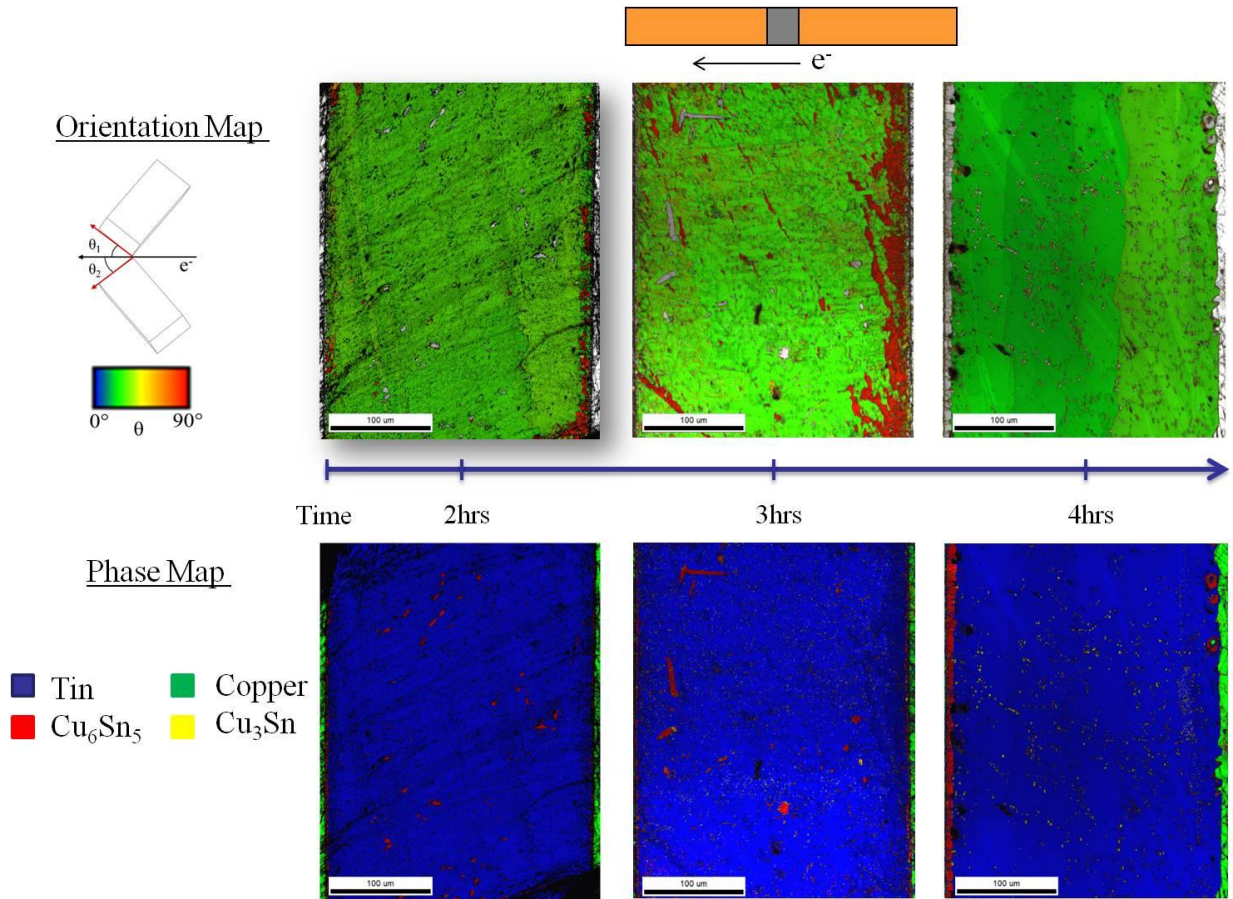 e-
Orientation Map
θ1
θ2
e-
0°
90°
θ
100 um
100 um
100 um
Time
2hrs
3hrs
4hrs
Phase Map
Tin
Copper
Cu6Sn5
Cu3Sn
100 um
100 um
100 um